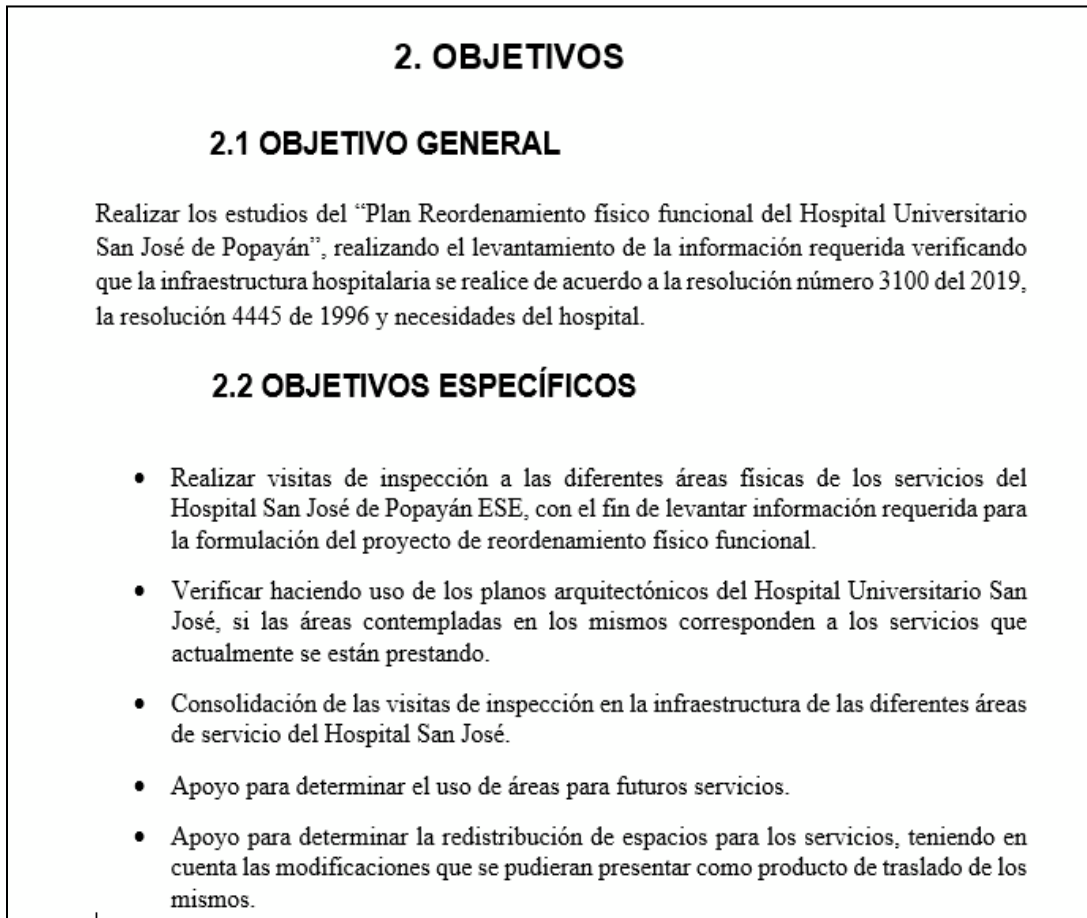 2. OBJETIVOS
2.1 OBJETIVO GENERAL
Realizar los estudios del “Plan Reordenamiento físico funcional del Hospital Universitario
San José de Popayán”, realizando el levantamiento de la información requerida verificando
que la infraestructura hospitalaria se realice de acuerdo a la resolución número 3100 del 2019,
la resolución 4445 de 1996 y necesidades del hospital.
2.2 OBJETIVOS ESPECÍFICOS
• Realizar visitas de inspección a las diferentes áreas físicas de los servicios del
Hospital San José de Popayán ESE, con el fin de levantar información requerida para
la formulación del proyecto de reordenamiento físico funcional.
• Verificar haciendo uso de los planos arquitectónicos del Hospital Universitario San
José, si las áreas contempladas en los mismos corresponden a los servicios que
actualmente se están prestando.
• Consolidación de las visitas de inspección en la infraestructura de las diferentes áreas
de servicio del Hospital San José.
• Apoyo para determinar el uso de áreas para futuros servicios.
• Apoyo para determinar la redistribución de espacios para los servicios, teniendo en
cuenta las modificaciones que se pudieran presentar como producto de traslado de los
mismos.